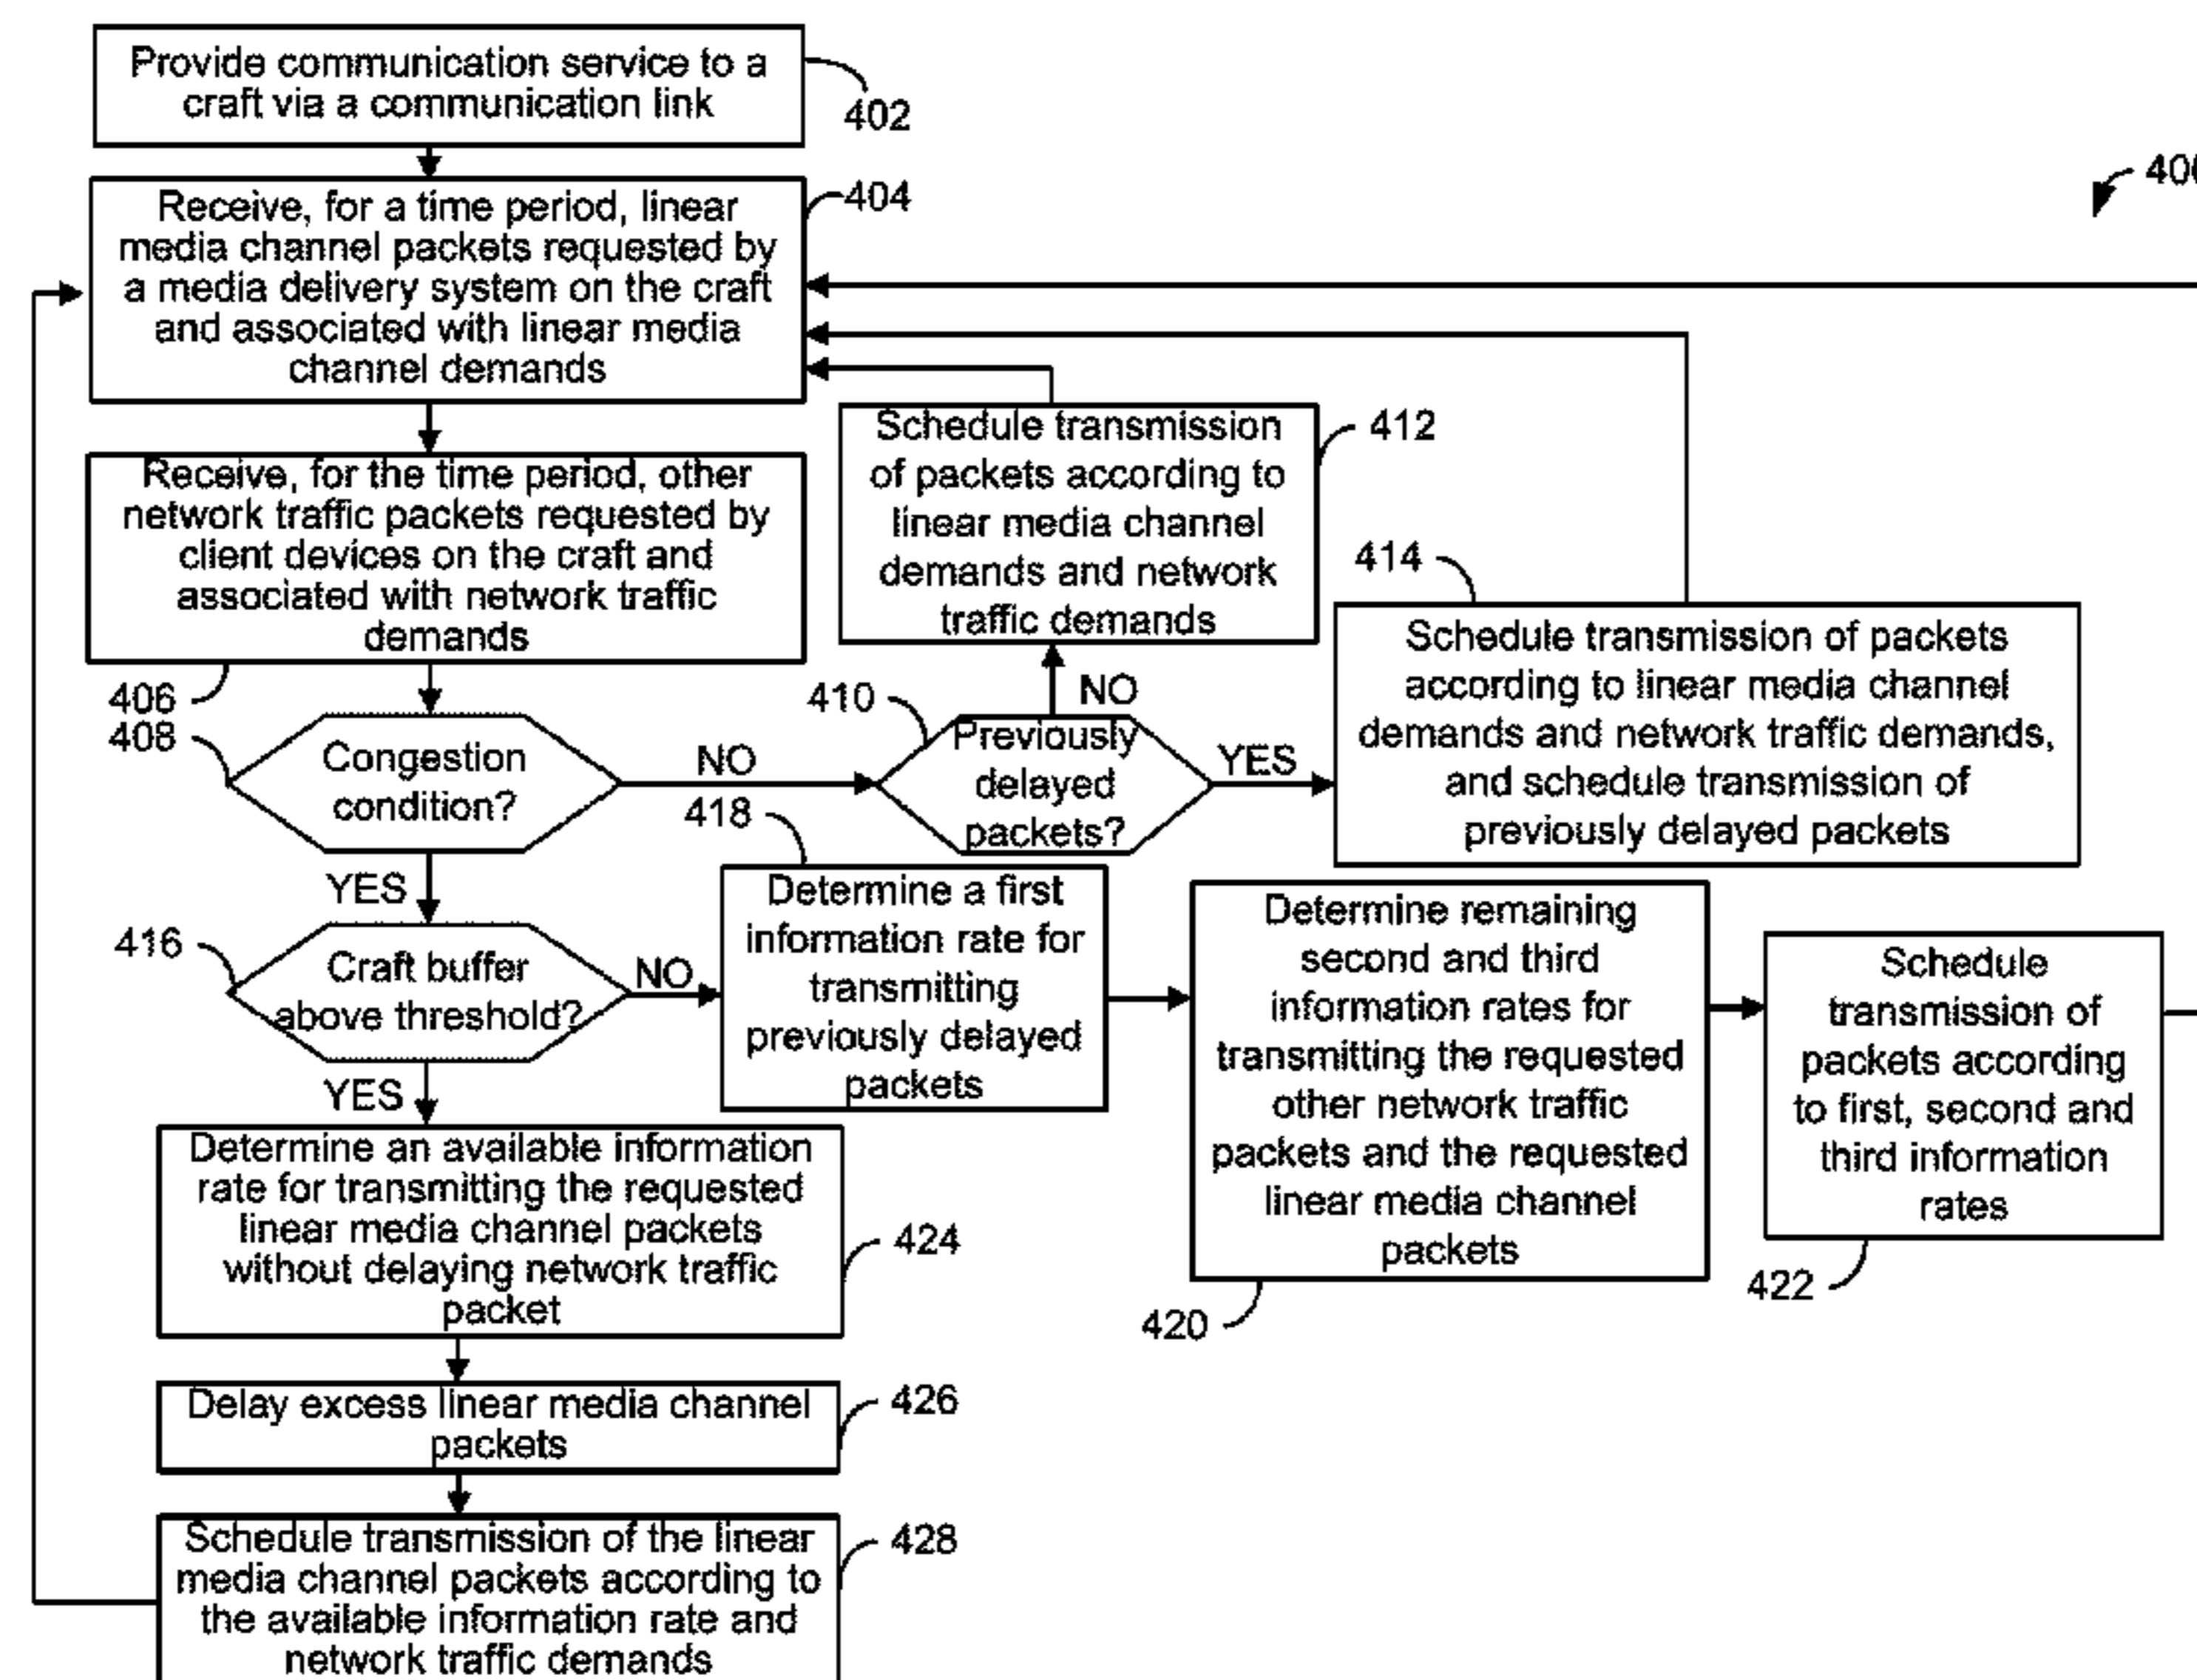 Provide communication service to a
craft via a communication link
402
Receive, for a time period, linear
media channel packets requested by
a media delivery system on the craft
and associated with linear media
channel demands
404
Receive, for the time period, other
network traffic packets requested by
client devices on the craft and
associated with network traffic
demands
406
408
Congestion
condition?
NO
YES
410
Previously
delayed
packets?
NO
YES
Schedule transmission
of packets according to
linear media channel
demands and network
traffic demands
412
414
Schedule transmission of packets
according to linear media channel
demands and network traffic demands,
and schedule transmission of
previously delayed packets
416
Craft buffer
above threshold?
NO
YES
418
Determine a first
information rate for
transmitting
previously delayed
packets
Determine remaining
second and third
information rates for
transmitting the requested
other network traffic
packets and the requested
linear media channel
packets
420
Schedule
transmission of
packets according
to first, second and
third information
rates
422
Determine an available information
rate for transmitting the requested
linear media channel packets
without delaying network traffic
packet
424
Delay excess linear media channel
packets
426
Schedule transmission of the linear
media channel packets according to
the available information rate and
network traffic demands
428